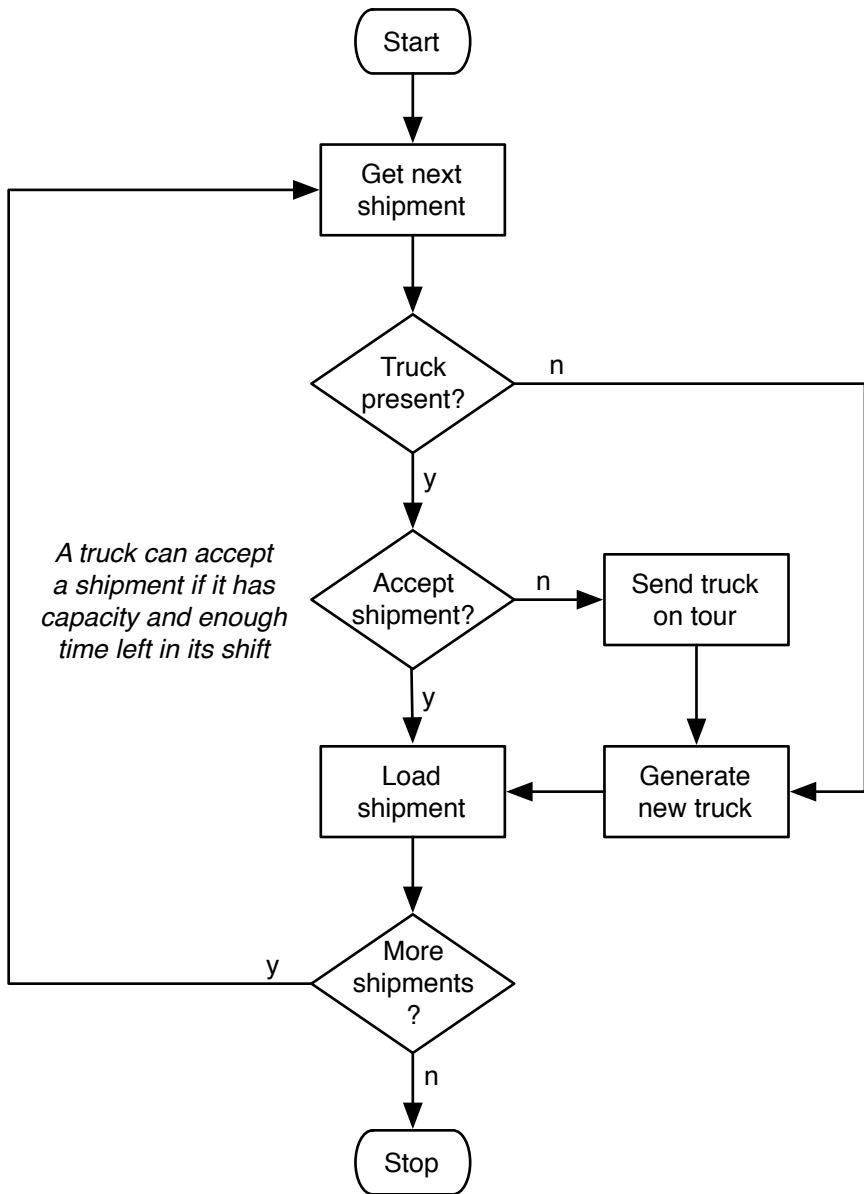 Start
Get next
shipment
Truck
present?
n
y
A truck can accept
a shipment if it has
capacity and enough
time left in its shift
Accept
shipment?
n
Send truck
on tour
y
Load
shipment
Generate
new truck
More
shipments
?
y
n
Stop